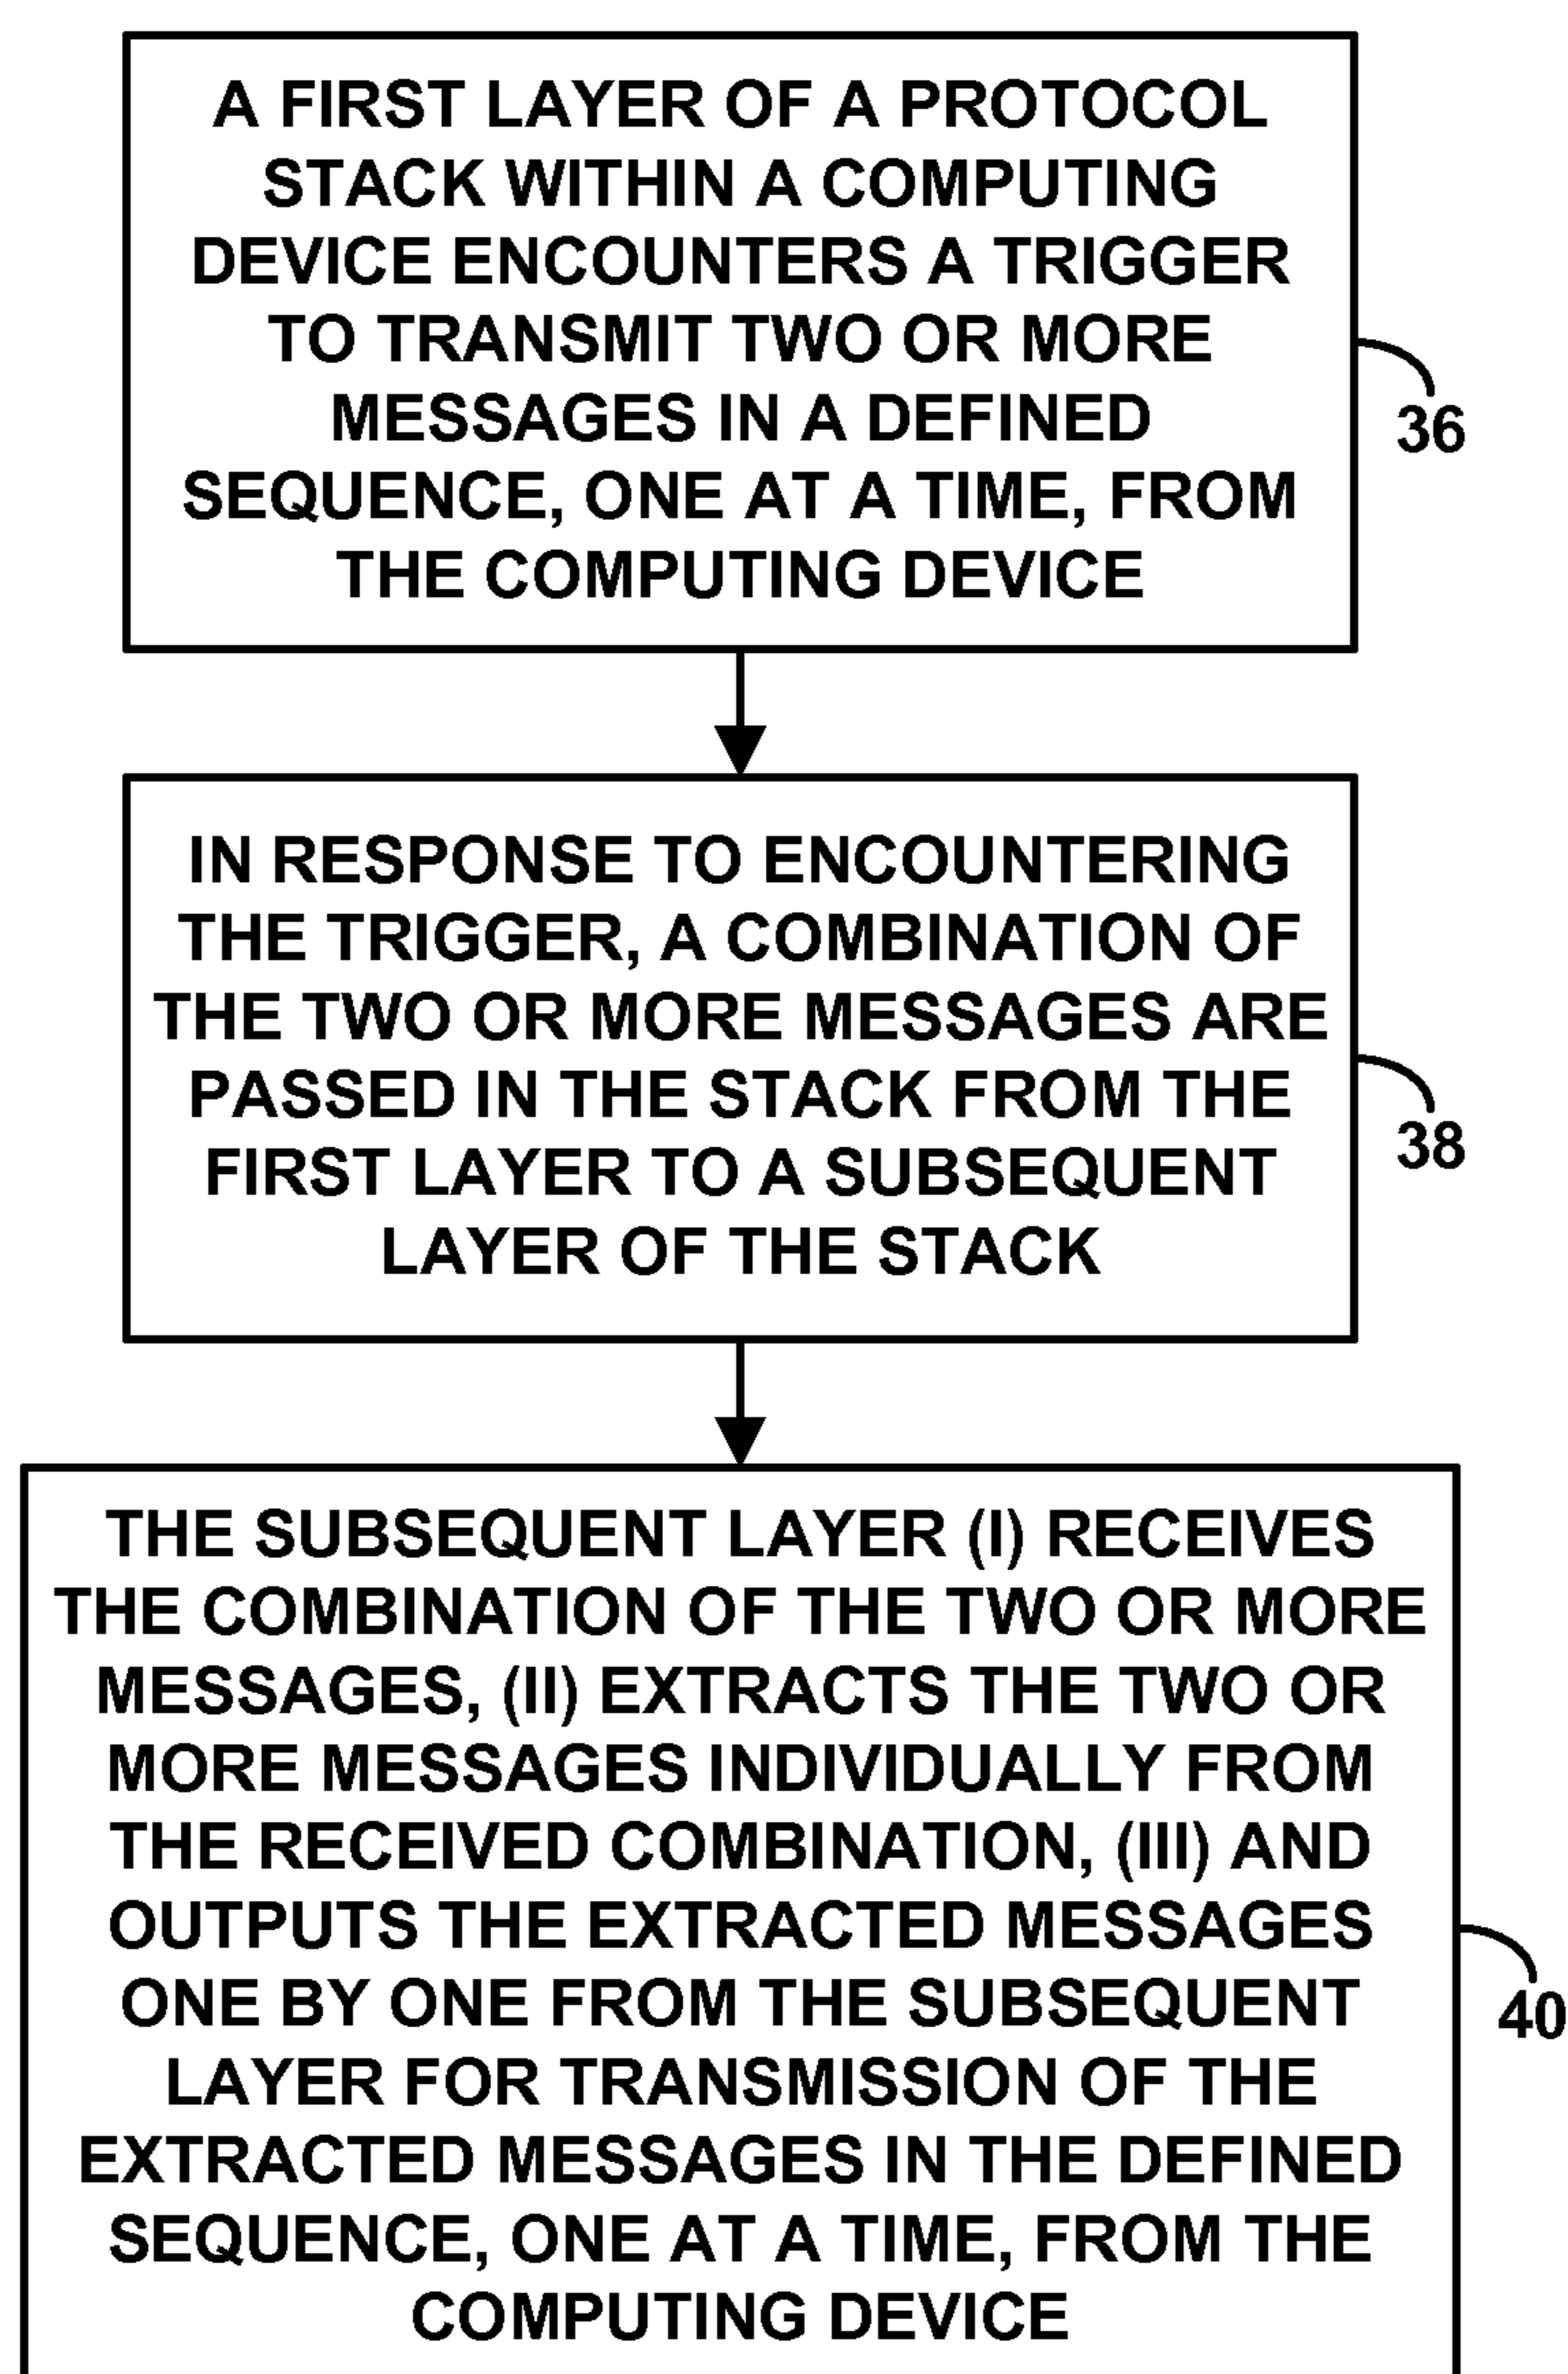 A FIRST LAYER OF A PROTOCOL
STACK WITHIN A COMPUTING
DEVICE ENCOUNTERS A TRIGGER
TO TRANSMIT TWO OR MORE
MESSAGES IN A DEFINED
SEQUENCE, ONE AT A TIME, FROM
THE COMPUTING DEVICE
36
IN RESPONSE TO ENCOUNTERING
THE TRIGGER, A COMBINATION OF
THE TWO OR MORE MESSAGES ARE
PASSED IN THE STACK FROM THE
FIRST LAYER TO A SUBSEQUENT
LAYER OF THE STACK
38
THE SUBSEQUENT LAYER (I) RECEIVES
THE COMBINATION OF THE TWO OR MORE
MESSAGES, (II) EXTRACTS THE TWO OR
MORE MESSAGES INDIVIDUALLY FROM
THE RECEIVED COMBINATION, (III) AND
OUTPUTS THE EXTRACTED MESSAGES
ONE BY ONE FROM THE SUBSEQUENT
LAYER FOR TRANSMISSION OF THE
EXTRACTED MESSAGES IN THE DEFINED
SEQUENCE, ONE AT A TIME, FROM THE
COMPUTING DEVICE
40